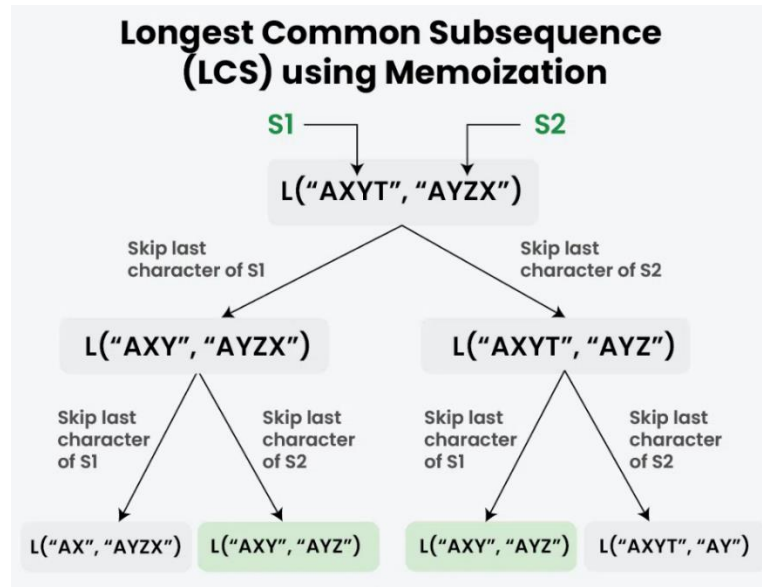 Longest Common Subsequence
(LCS) using Memoization
S1
S2
L(“AXYT”, “AYZX”)
Skip last
character of S1
Skip last
character of S2
L(“AXY”, “AYZX”)
L(“AXYT”, “AYZ”)
Skip last
character
of S1
Skip last
character
of S2
Skip last
character
of S1
Skip last
character
of S2
L(“AX”, “AYZX”)
L(“AXY”, “AYZ”)
L(“AXY”, “AYZ”)
L(“AXYT”, “AY”)